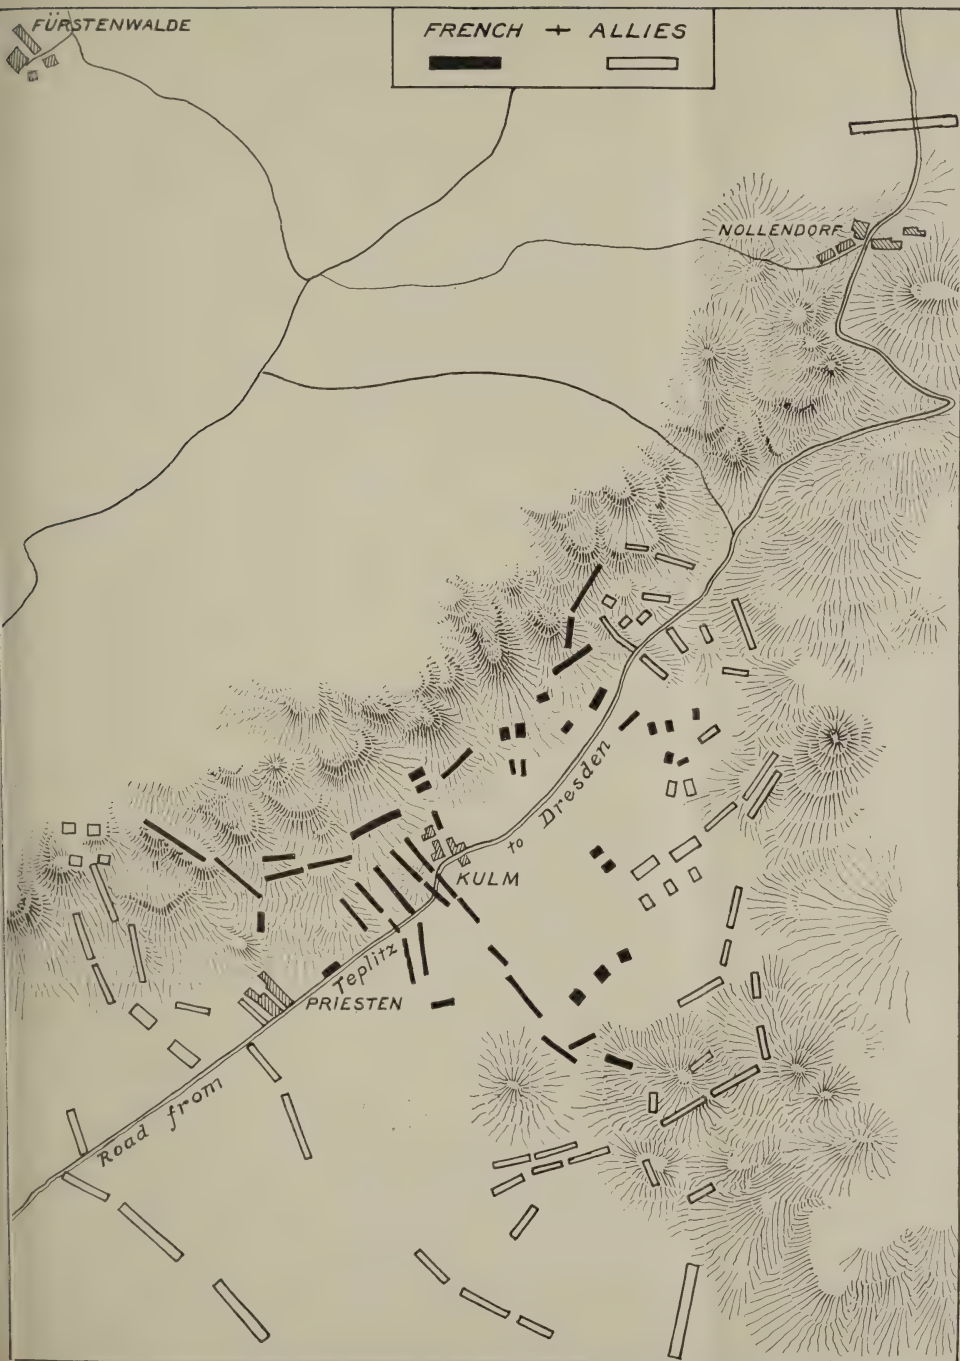 FÜRSTENWALDE
FRENCH + ALLIES
NOLLENDORF
Road from Teplitz to Dresden
KULM
PRIESTEN